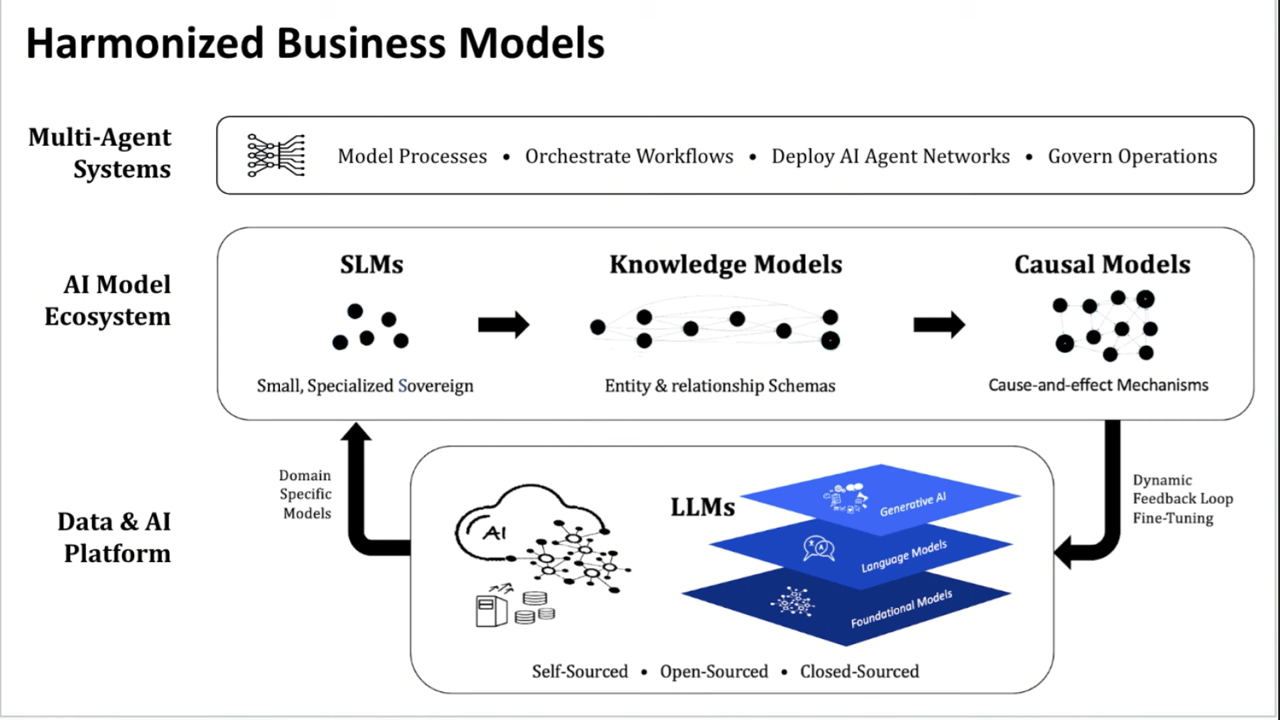 Harmonized Business Models
Multi-Agent
Systems
Model Processes • Orchestrate Workflows • Deploy AI Agent Networks • Govern Operations
AI Model
Ecosystem
SLMs
Knowledge Models
Causal Models
Small, Specialized Sovereign
Entity & relationship Schemas
Cause-and-effect Mechanisms
Domain
Specific
Models
Dynamic
Feedback Loop
Fine-Tuning
Data & AI
Platform
AI
LLMs
Generative AI
Language Models
Foundational Models
Self-Sourced • Open-Sourced • Closed-Sourced